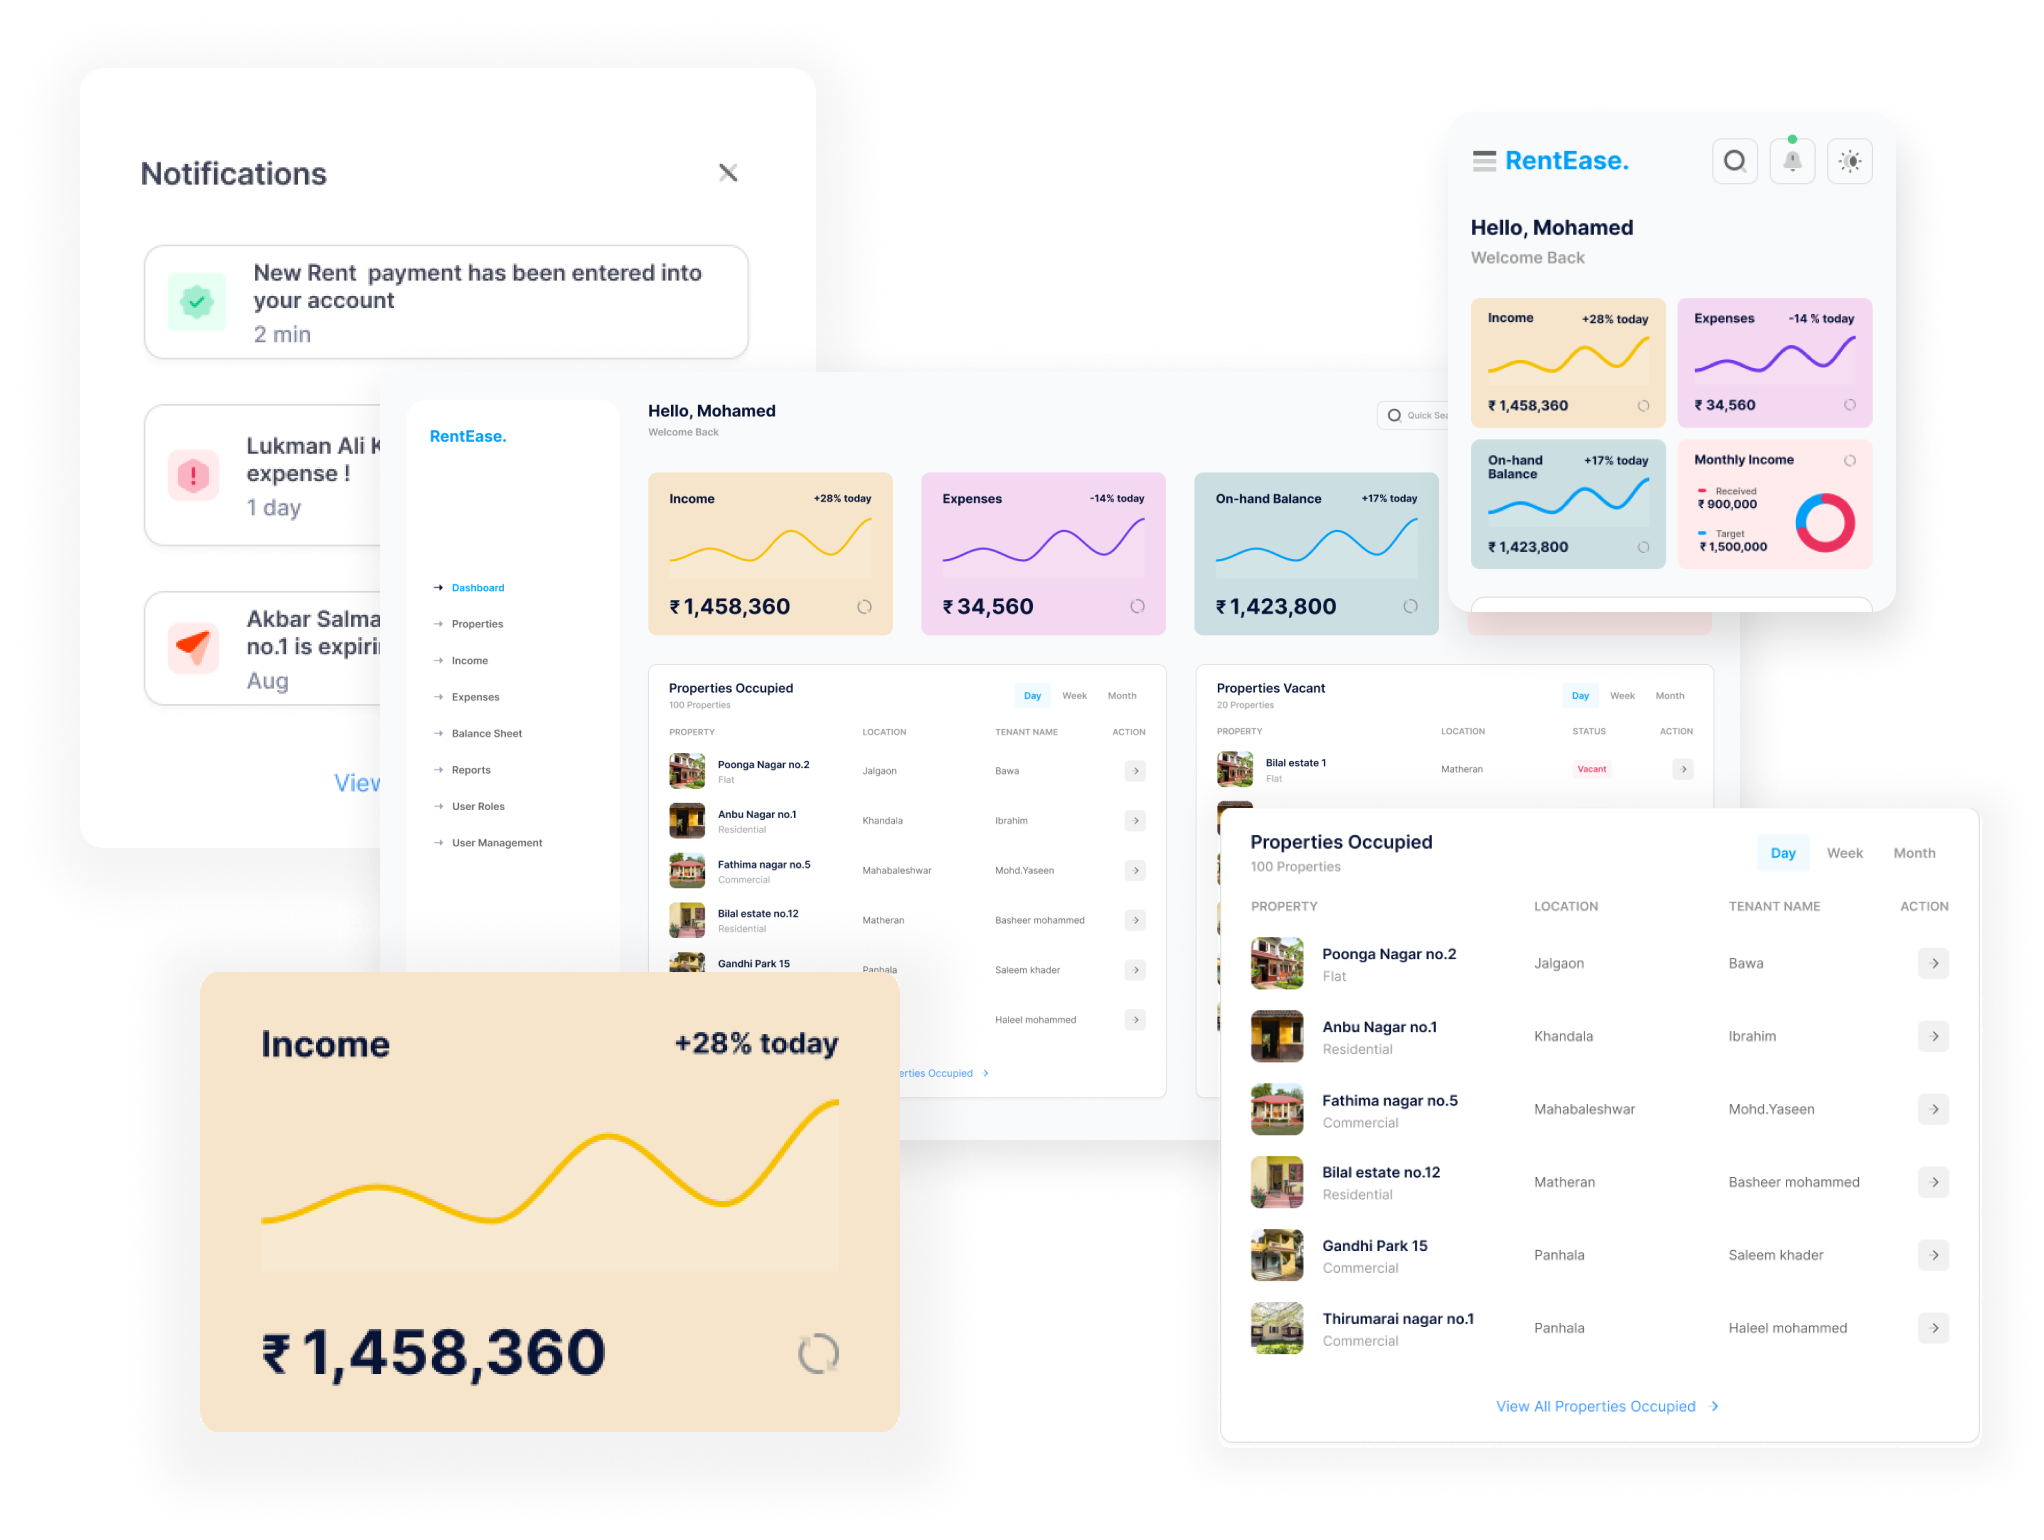 Notifications
New Rent  payment has been entered into
your account
2 min
Lukman Ali K
expense !
1 day
Akbar Salma
no.1 is expiri
Aug
View
RentEase.
Dashboard
Properties
Income
Expenses
Balance Sheet
Reports
User Roles
User Management
Hello, Mohamed
Welcome Back
Quick Sea
Income
+28% today
₹ 1,458,360
Expenses
-14% today
₹ 34,560
On-hand Balance
+17% today
₹ 1,423,800
Properties Occupied
100 Properties
Day Week Month
PROPERTY LOCATION TENANT NAME ACTION
Poonga Nagar no.2
Flat
Jalgaon
Bawa
Anbu Nagar no.1
Residential
Khandala
Ibrahim
Fathima nagar no.5
Commercial
Mahabaleshwar
Mohd.Yaseen
Bilal estate no.12
Residential
Matheran
Basheer mohammed
Gandhi Park 15
Panhala
Saleem khader
Haleel mohammed
erties Occupied
Properties Vacant
20 Properties
Day Week Month
PROPERTY LOCATION STATUS ACTION
Bilal estate 1
Flat
Matheran
Vacant
RentEase.
Hello, Mohamed
Welcome Back
Income
+28% today
₹ 1,458,360
Expenses
-14 % today
₹ 34,560
On-hand
Balance
+17% today
₹ 1,423,800
Monthly Income
Received
₹ 900,000
Target
₹ 1,500,000
Income
+28% today
₹ 1,458,360
Properties Occupied
100 Properties
Day Week Month
PROPERTY LOCATION TENANT NAME ACTION
Poonga Nagar no.2
Flat
Jalgaon
Bawa
Anbu Nagar no.1
Residential
Khandala
Ibrahim
Fathima nagar no.5
Commercial
Mahabaleshwar
Mohd.Yaseen
Bilal estate no.12
Residential
Matheran
Basheer mohammed
Gandhi Park 15
Commercial
Panhala
Saleem khader
Thirumarai nagar no.1
Commercial
Panhala
Haleel mohammed
View All Properties Occupied